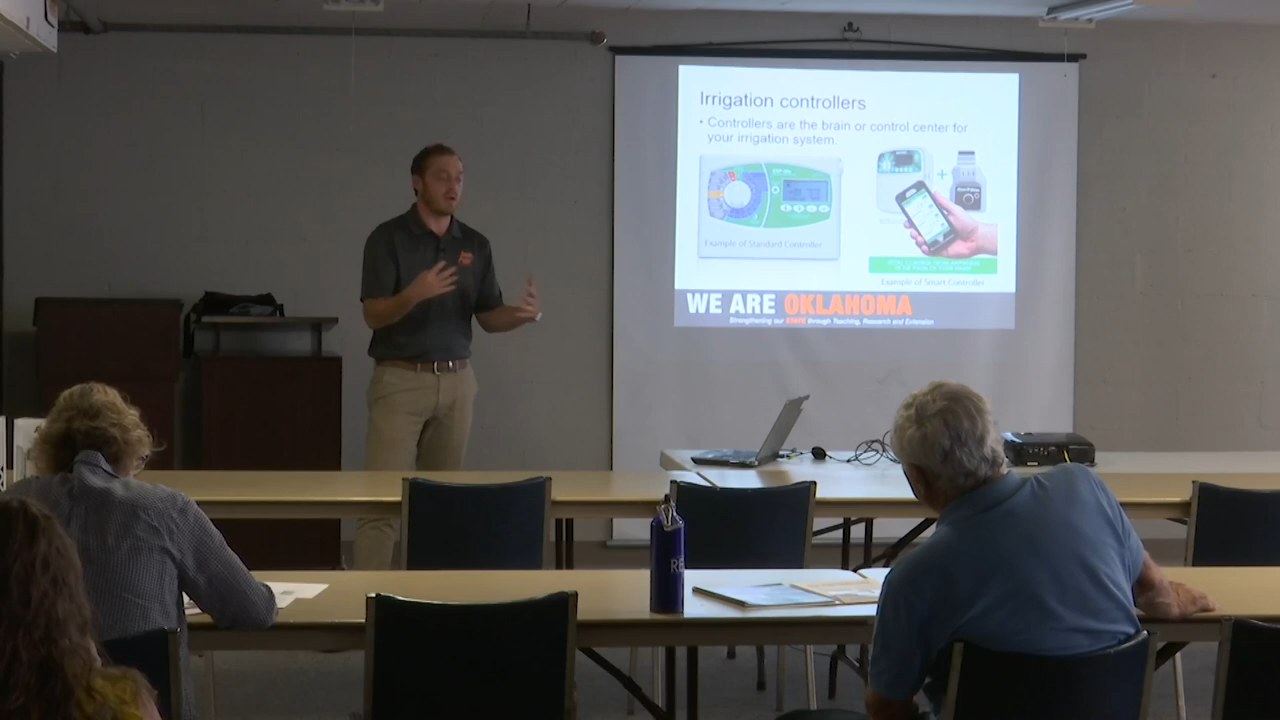 Irrigation controllers
• Controllers are the brain or control center for
your irrigation system.
Example of Standard Controller
Example of Smart Controller
WE ARE OKLAHOMA
Strengthening our STATE through Teaching, Research and Extension
RE